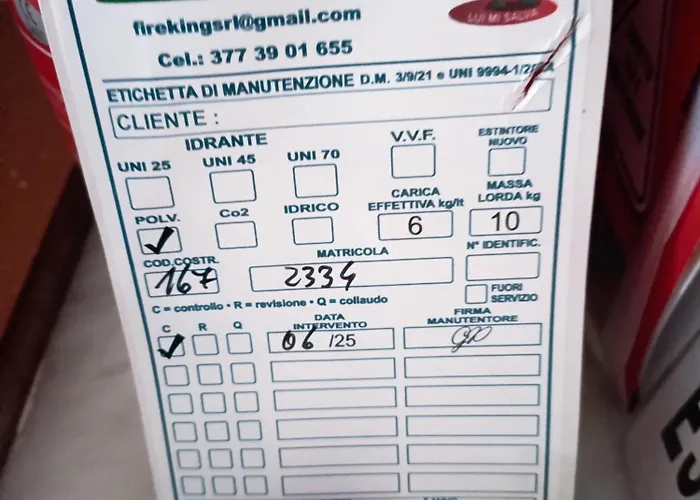 LUI MI SALVA
firekingsrl@gmail.com
Cel.: 377 39 01 655
ETICHETTA DI MANUTENZIONE D.M. 3/9/21 e UNI 9994-1/2024
CLIENTE :
IDRANTE
UNI 25 UNI 45 UNI 70 V.V.F. ESTINTORE NUOVO
POLV. Co2 IDRICO CARICA EFFETTIVA kg/lt MASSA LORDA kg
6 10
COD.COSTR. MATRICOLA N° IDENTIFIC.
167 2334
FUORI SERVIZIO
C = controllo • R = revisione • Q = collaudo
C R Q DATA INTERVENTO FIRMA MANUTENTORE
06 /25